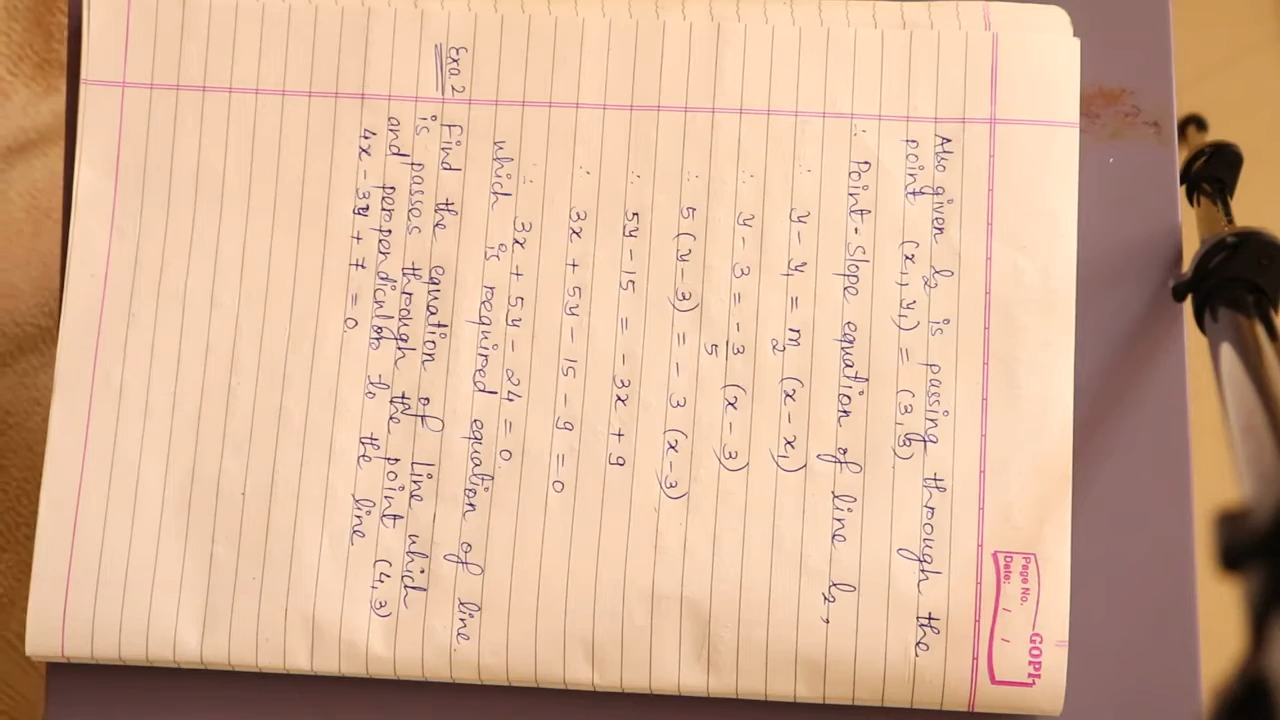 GOPI
Page No.
Date: / /
Also given l₂ is passing through the
point (x₁, y₁) = (3, 3)
∴ Point-Slope equation of line l₂,
∴ y - y₁ = m₂ (x - x₁)
∴ y - 3 = -3/5 (x - 3)
∴ 5(y - 3) = - 3 (x - 3)
∴ 5y - 15 = - 3x + 9
∴ 3x + 5y - 15 - 9 = 0
∴ 3x + 5y - 24 = 0.
which is required equation of line.
Exa.2 Find the equation of line which
is passes through the point (4, 3)
and perpendicular to the line
4x - 3y + 7 = 0.